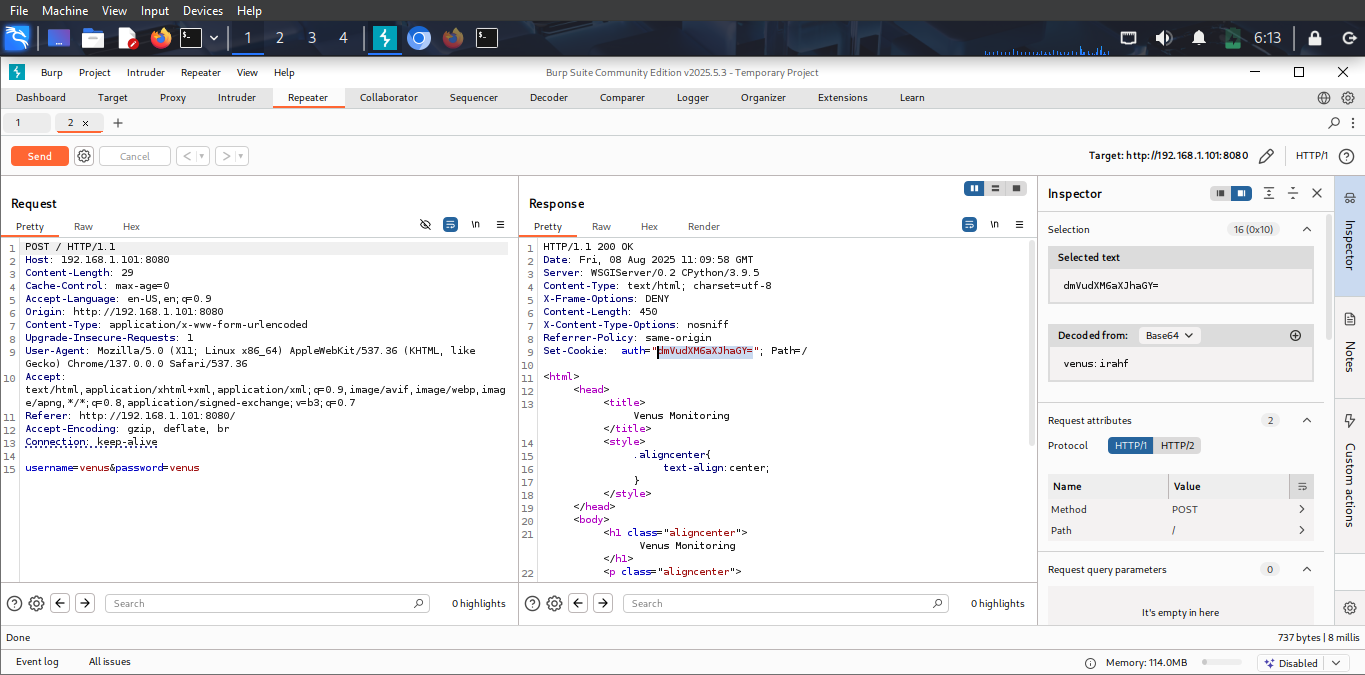 File Machine View Input Devices Help
1 2 3 4 6:13
Burp Project Intruder Repeater View Help Burp Suite Community Edition v2025.5.3 - Temporary Project
Dashboard Target Proxy Intruder Repeater Collaborator Sequencer Decoder Comparer Logger Organizer Extensions Learn
1 2 × +
Send Cancel < > Target: http://192.168.1.101:8080 HTTP/1
Request
Pretty Raw Hex \n
1 POST / HTTP/1.1
2 Host: 192.168.1.101:8080
3 Content-Length: 29
4 Cache-Control: max-age=0
5 Accept-Language: en-US,en;q=0.9
6 Origin: http://192.168.1.101:8080
7 Content-Type: application/x-www-form-urlencoded
8 Upgrade-Insecure-Requests: 1
9 User-Agent: Mozilla/5.0 (X11; Linux x86_64) AppleWebKit/537.36 (KHTML, like
Gecko) Chrome/137.0.0.0 Safari/537.36
10 Accept:
text/html,application/xhtml+xml,application/xml;q=0.9,image/avif,image/webp,imag
e/apng,*/*;q=0.8,application/signed-exchange;v=b3;q=0.7
11 Referer: http://192.168.1.101:8080/
12 Accept-Encoding: gzip, deflate, br
13 Connection: keep-alive
14
15 username=venus&password=venus
Search 0 highlights
Response
Pretty Raw Hex Render \n
1 HTTP/1.1 200 OK
2 Date: Fri, 08 Aug 2025 11:09:58 GMT
3 Server: WSGIServer/0.2 CPython/3.9.5
4 Content-Type: text/html; charset=utf-8
5 X-Frame-Options: DENY
6 Content-Length: 450
7 X-Content-Type-Options: nosniff
8 Referrer-Policy: same-origin
9 Set-Cookie: auth="dmVudXM6aXJhaGY="; Path=/
10
11 <html>
12 <head>
13 <title>
Venus Monitoring
</title>
14 <style>
15 .aligncenter{
16 text-align:center;
17 }
18 </style>
19 </head>
20 <body>
21 <h1 class="aligncenter">
Venus Monitoring
</h1>
22 <p class="aligncenter">
Search 0 highlights
Inspector
Selection 16 (0x10)
Selected text
dmVudXM6aXJhaGY=
Decoded from: Base64
venus:irahf
Request attributes 2
Protocol HTTP/1 HTTP/2
Name Value
Method POST
Path /
Request query parameters 0
It's empty in here
Inspector
Notes
Custom actions
Done 737 bytes | 8 millis
Event log All issues Memory: 114.0MB Disabled